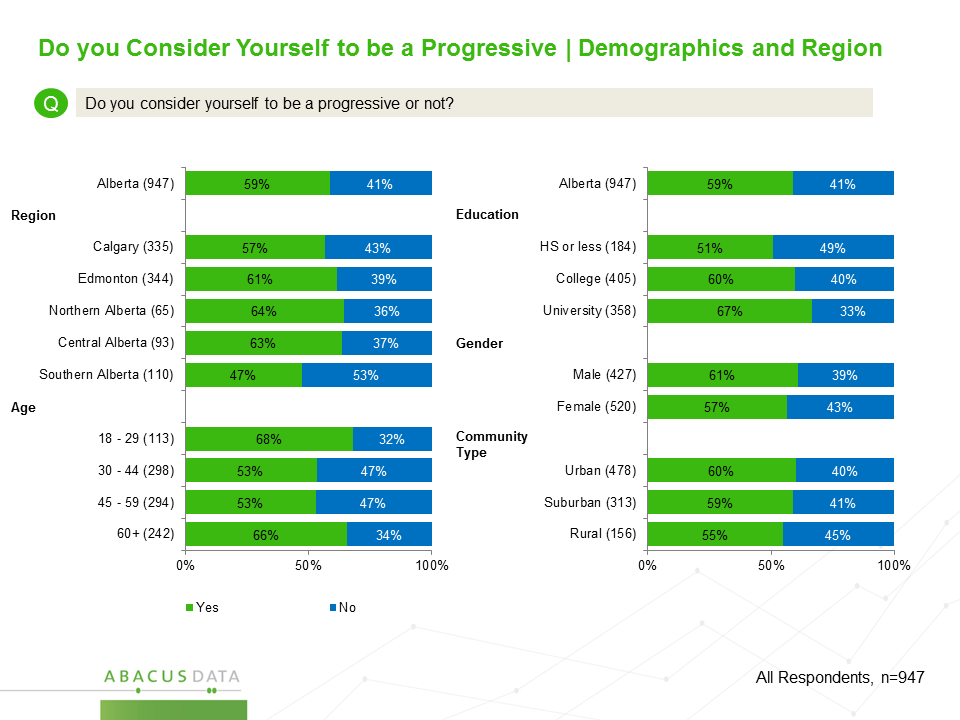 Do you Consider Yourself to be a Progressive | Demographics and Region
Q
Do you consider yourself to be a progressive or not?
Alberta (947) 59% 41%
Region
Calgary (335) 57% 43%
Edmonton (344) 61% 39%
Northern Alberta (65) 64% 36%
Central Alberta (93) 63% 37%
Southern Alberta (110) 47% 53%
Age
18 - 29 (113) 68% 32%
30 - 44 (298) 53% 47%
45 - 59 (294) 53% 47%
60+ (242) 66% 34%
0% 50% 100%
Yes No
Alberta (947) 59% 41%
Education
HS or less (184) 51% 49%
College (405) 60% 40%
University (358) 67% 33%
Gender
Male (427) 61% 39%
Female (520) 57% 43%
Community
Type
Urban (478) 60% 40%
Suburban (313) 59% 41%
Rural (156) 55% 45%
0% 50% 100%
ABACUS DATA
All Respondents, n=947